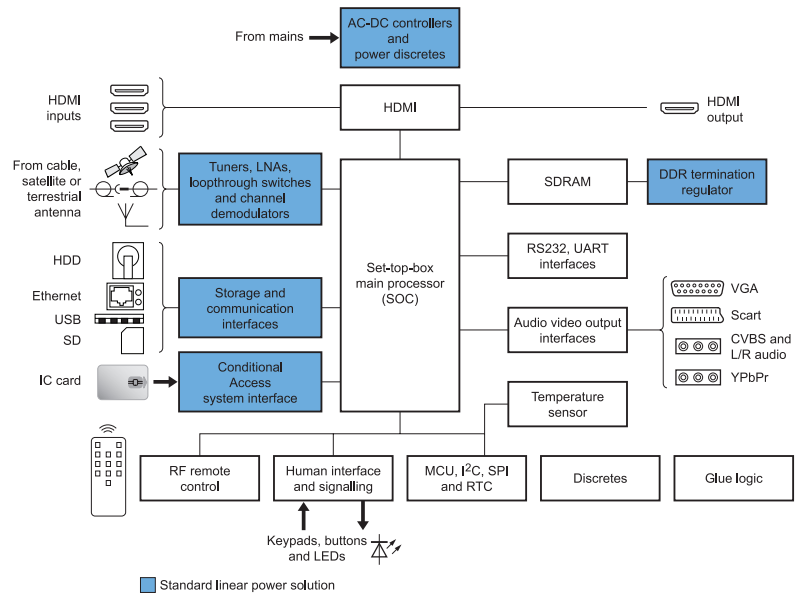 AC-DC controllers
and
power discretes
From mains
HDMI
inputs
HDMI
HDMI
output
From cable,
satellite or
terrestrial
antenna
Tuners, LNAs,
loopthrough switches
and channel
demodulators
SDRAM
DDR termination
regulator
HDD
Ethernet
USB
SD
Storage and
communication
interfaces
Set-top-box
main processor
(SOC)
RS232, UART
interfaces
Audio video output
interfaces
VGA
Scart
CVBS and
L/R audio
YPbPr
IC card
Conditional
Access
system interface
Temperature
sensor
RF remote
control
Human interface
and signalling
MCU, I²C, SPI
and RTC
Discretes
Glue logic
Keypads, buttons
and LEDs
Standard linear power solution